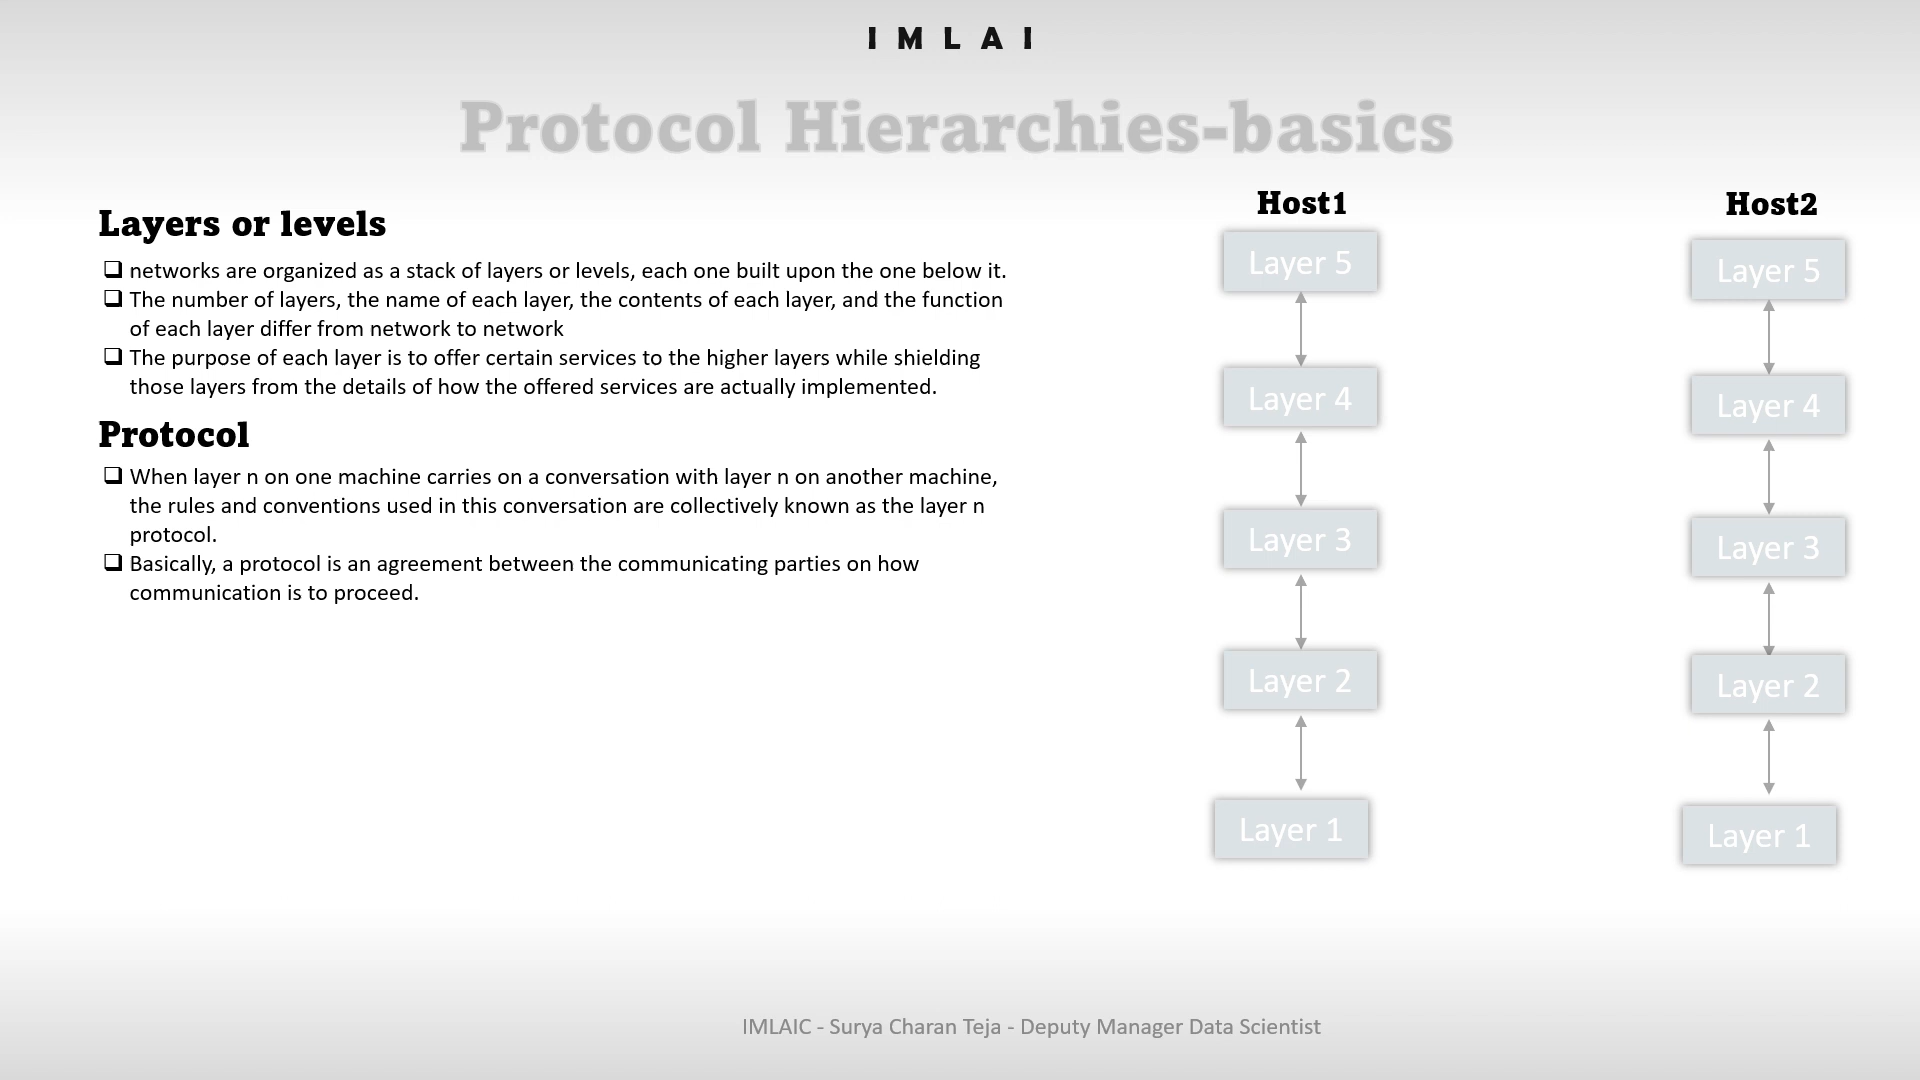 I M L A I
Protocol Hierarchies-basics
Layers or levels
❑ networks are organized as a stack of layers or levels, each one built upon the one below it.
❑ The number of layers, the name of each layer, the contents of each layer, and the function
of each layer differ from network to network
❑ The purpose of each layer is to offer certain services to the higher layers while shielding
those layers from the details of how the offered services are actually implemented.
Protocol
❑ When layer n on one machine carries on a conversation with layer n on another machine,
the rules and conventions used in this conversation are collectively known as the layer n
protocol.
❑ Basically, a protocol is an agreement between the communicating parties on how
communication is to proceed.
Host1
Layer 5
Layer 4
Layer 3
Layer 2
Layer 1
Host2
Layer 5
Layer 4
Layer 3
Layer 2
Layer 1
IMLAIC - Surya Charan Teja - Deputy Manager Data Scientist